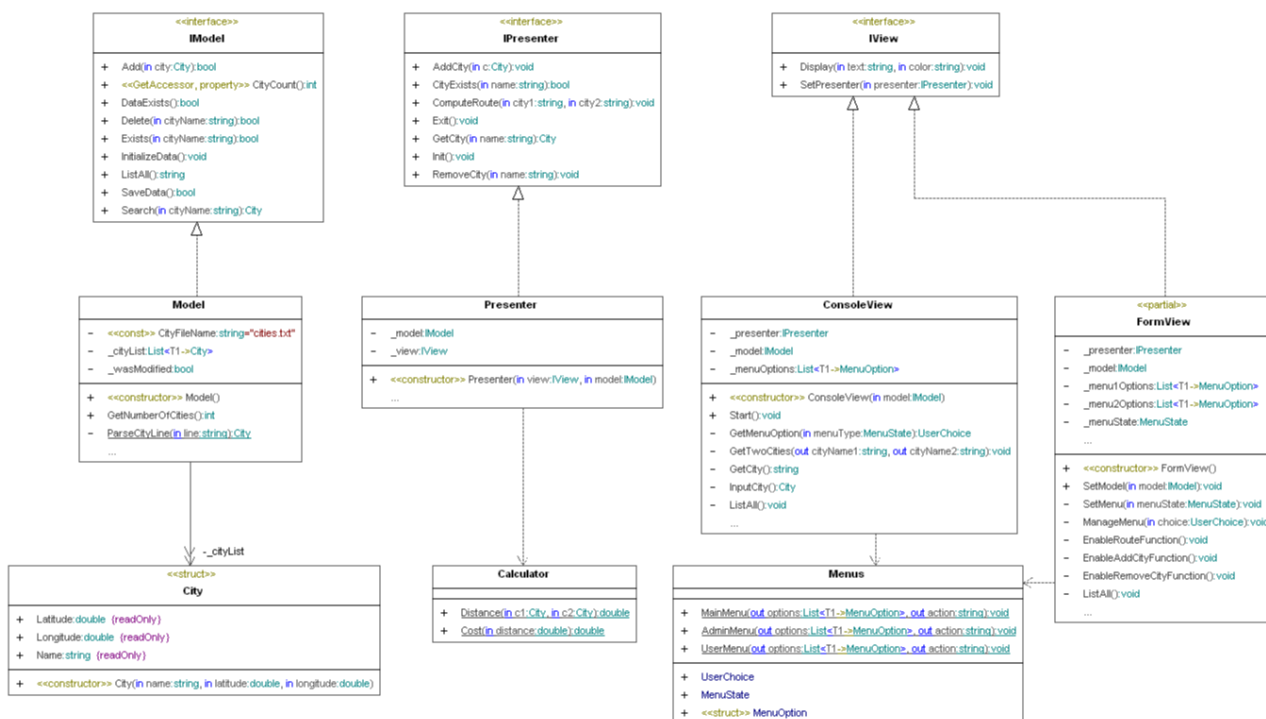 <<interface>>
IModel
+ Add(in city:City):bool
+ <<GetAccessor, property>> CityCount():int
+ DataExists():bool
+ Delete(in cityName:string):bool
+ Exists(in cityName:string):bool
+ InitializeData():void
+ ListAll():string
+ SaveData():bool
+ Search(in cityName:string):City
<<interface>>
IPresenter
+ AddCity(in c:City):void
+ CityExists(in name:string):bool
+ ComputeRoute(in city1:string, in city2:string):void
+ Exit():void
+ GetCity(in name:string):City
+ Init():void
+ RemoveCity(in name:string):void
<<interface>>
IView
+ Display(in text:string, in color:string):void
+ SetPresenter(in presenter:IPresenter):void
Model
- <<const>> CityFileName:string="cities.txt"
- _cityList:List<T1->City>
- _wasModified:bool
+ <<constructor>> Model()
+ GetNumberOfCities():int
- ParseCityLine(in line:string):City
...
Presenter
- _model:IModel
- _view:IView
+ <<constructor>> Presenter(in view:IView, in model:IModel)
...
ConsoleView
- _presenter:IPresenter
- _model:IModel
- _menuOptions:List<T1->MenuOption>
+ <<constructor>> ConsoleView(in model:IModel)
+ Start():void
- GetMenuOption(in menuType:MenuState):UserChoice
- GetTwoCities(out cityName1:string, out cityName2:string):void
- GetCity():string
- InputCity():City
- ListAll():void
...
<<partial>>
FormView
- _presenter:IPresenter
- _model:IModel
- _menu1Options:List<T1->MenuOption>
- _menu2Options:List<T1->MenuOption>
- _menuState:MenuState
...
+ <<constructor>> FormView()
+ SetModel(in model:IModel):void
- SetMenu(in menuState:MenuState):void
- ManageMenu(in choice:UserChoice):void
- EnableRouteFunction():void
- EnableAddCityFunction():void
- EnableRemoveCityFunction():void
- ListAll():void
...
-_cityList
<<struct>>
City
+ Latitude:double (readOnly)
+ Longitude:double (readOnly)
+ Name:string (readOnly)
+ <<constructor>> City(in name:string, in latitude:double, in longitude:double)
Calculator
+ Distance(in c1:City, in c2:City):double
+ Cost(in distance:double):double
Menus
+ MainMenu(out options:List<T1->MenuOption>, out action:string):void
+ AdminMenu(out options:List<T1->MenuOption>, out action:string):void
+ UserMenu(out options:List<T1->MenuOption>, out action:string):void
+ UserChoice
+ MenuState
+ <<struct>> MenuOption